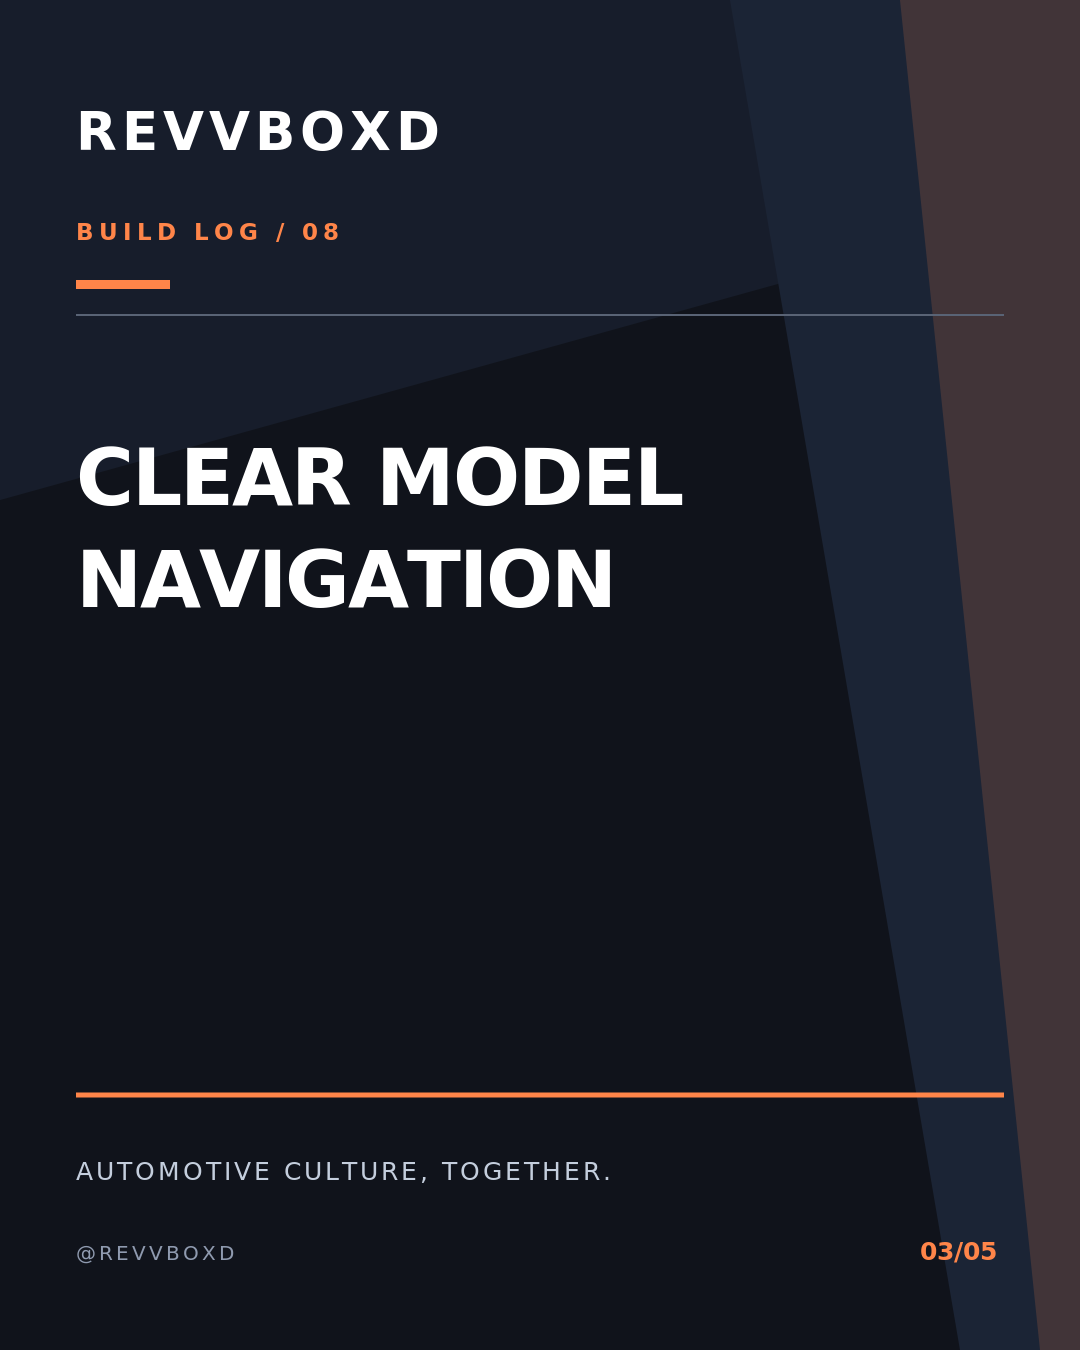 REVVBOXD
BUILD LOG / 08
CLEAR MODEL
NAVIGATION
AUTOMOTIVE CULTURE, TOGETHER.
@REVVBOXD
03/05